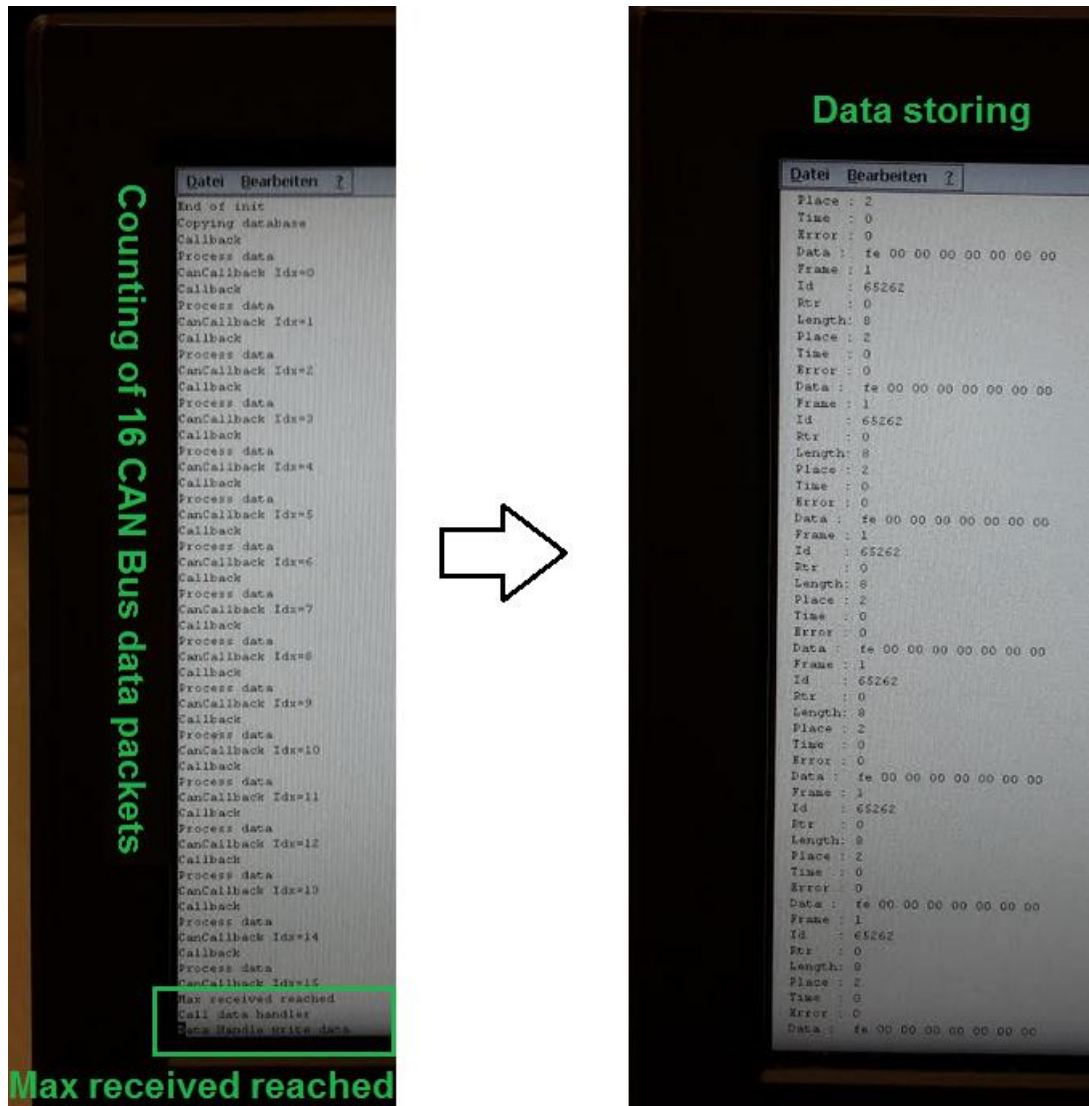 Counting of 16 CAN Bus data packets
Datei Bearbeiten ?
End of init
Copying database
Callback
Process data
CanCallback Idx=0
Callback
Process data
CanCallback Idx=1
Callback
Process data
CanCallback Idx=2
Callback
Process data
CanCallback Idx=3
Callback
Process data
CanCallback Idx=4
Callback
Process data
CanCallback Idx=5
Callback
Process data
CanCallback Idx=6
Callback
Process data
CanCallback Idx=7
Callback
Process data
CanCallback Idx=8
Callback
Process data
CanCallback Idx=9
Callback
Process data
CanCallback Idx=10
Callback
Process data
CanCallback Idx=11
Callback
Process data
CanCallback Idx=12
Callback
Process data
CanCallback Idx=13
Callback
Process data
CanCallback Idx=14
Callback
Process data
CanCallback Idx=15
Max received reached
Call data handler
Data Handle write data
Max received reached
Data storing
Datei Bearbeiten ?
Place : 2
Time : 0
Error : 0
Data : fe 00 00 00 00 00 00 00
Frame : 1
Id : 65262
Rtr : 0
Length: 8
Place : 2
Time : 0
Error : 0
Data : fe 00 00 00 00 00 00 00
Frame : 1
Id : 65262
Rtr : 0
Length: 8
Place : 2
Time : 0
Error : 0
Data : fe 00 00 00 00 00 00 00
Frame : 1
Id : 65262
Rtr : 0
Length: 8
Place : 2
Time : 0
Error : 0
Data : fe 00 00 00 00 00 00 00
Frame : 1
Id : 65262
Rtr : 0
Length: 8
Place : 2
Time : 0
Error : 0
Data : fe 00 00 00 00 00 00 00
Frame : 1
Id : 65262
Rtr : 0
Length: 8
Place : 2
Time : 0
Error : 0
Data : fe 00 00 00 00 00 00 00
Frame : 1
Id : 65262
Rtr : 0
Length: 8
Place : 2
Time : 0
Error : 0
Data : fe 00 00 00 00 00 00 00